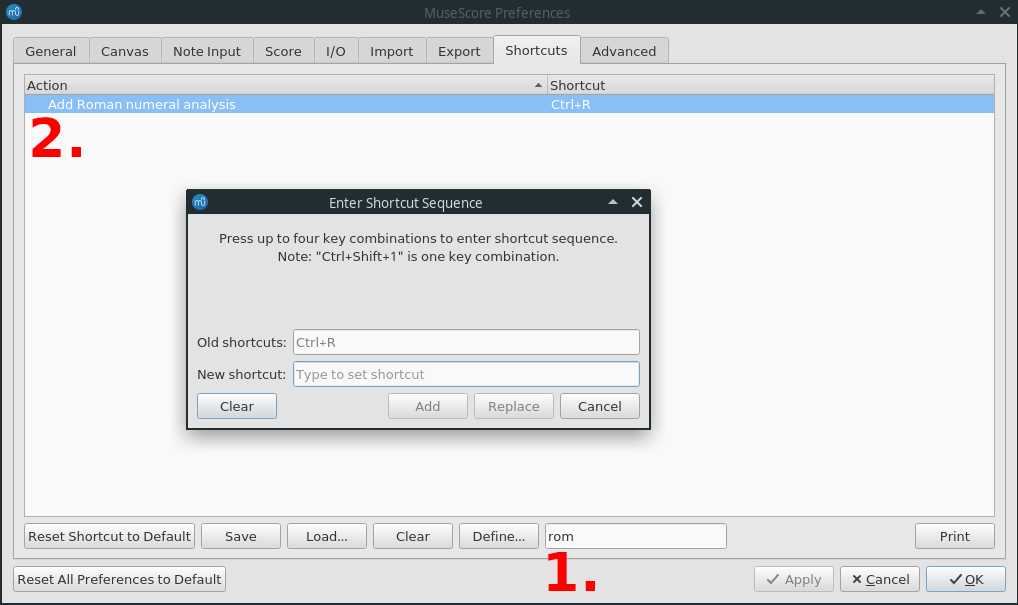 MuseScore Preferences
General Canvas Note Input Score I/O Import Export Shortcuts Advanced
Action Shortcut
Add Roman numeral analysis Ctrl+R
2.
Enter Shortcut Sequence
Press up to four key combinations to enter shortcut sequence.
Note: "Ctrl+Shift+1" is one key combination.
Old shortcuts: Ctrl+R
New shortcut: Type to set shortcut
Clear Add Replace Cancel
Reset Shortcut to Default Save Load... Clear Define... rom Print
1.
Reset All Preferences to Default Apply Cancel OK